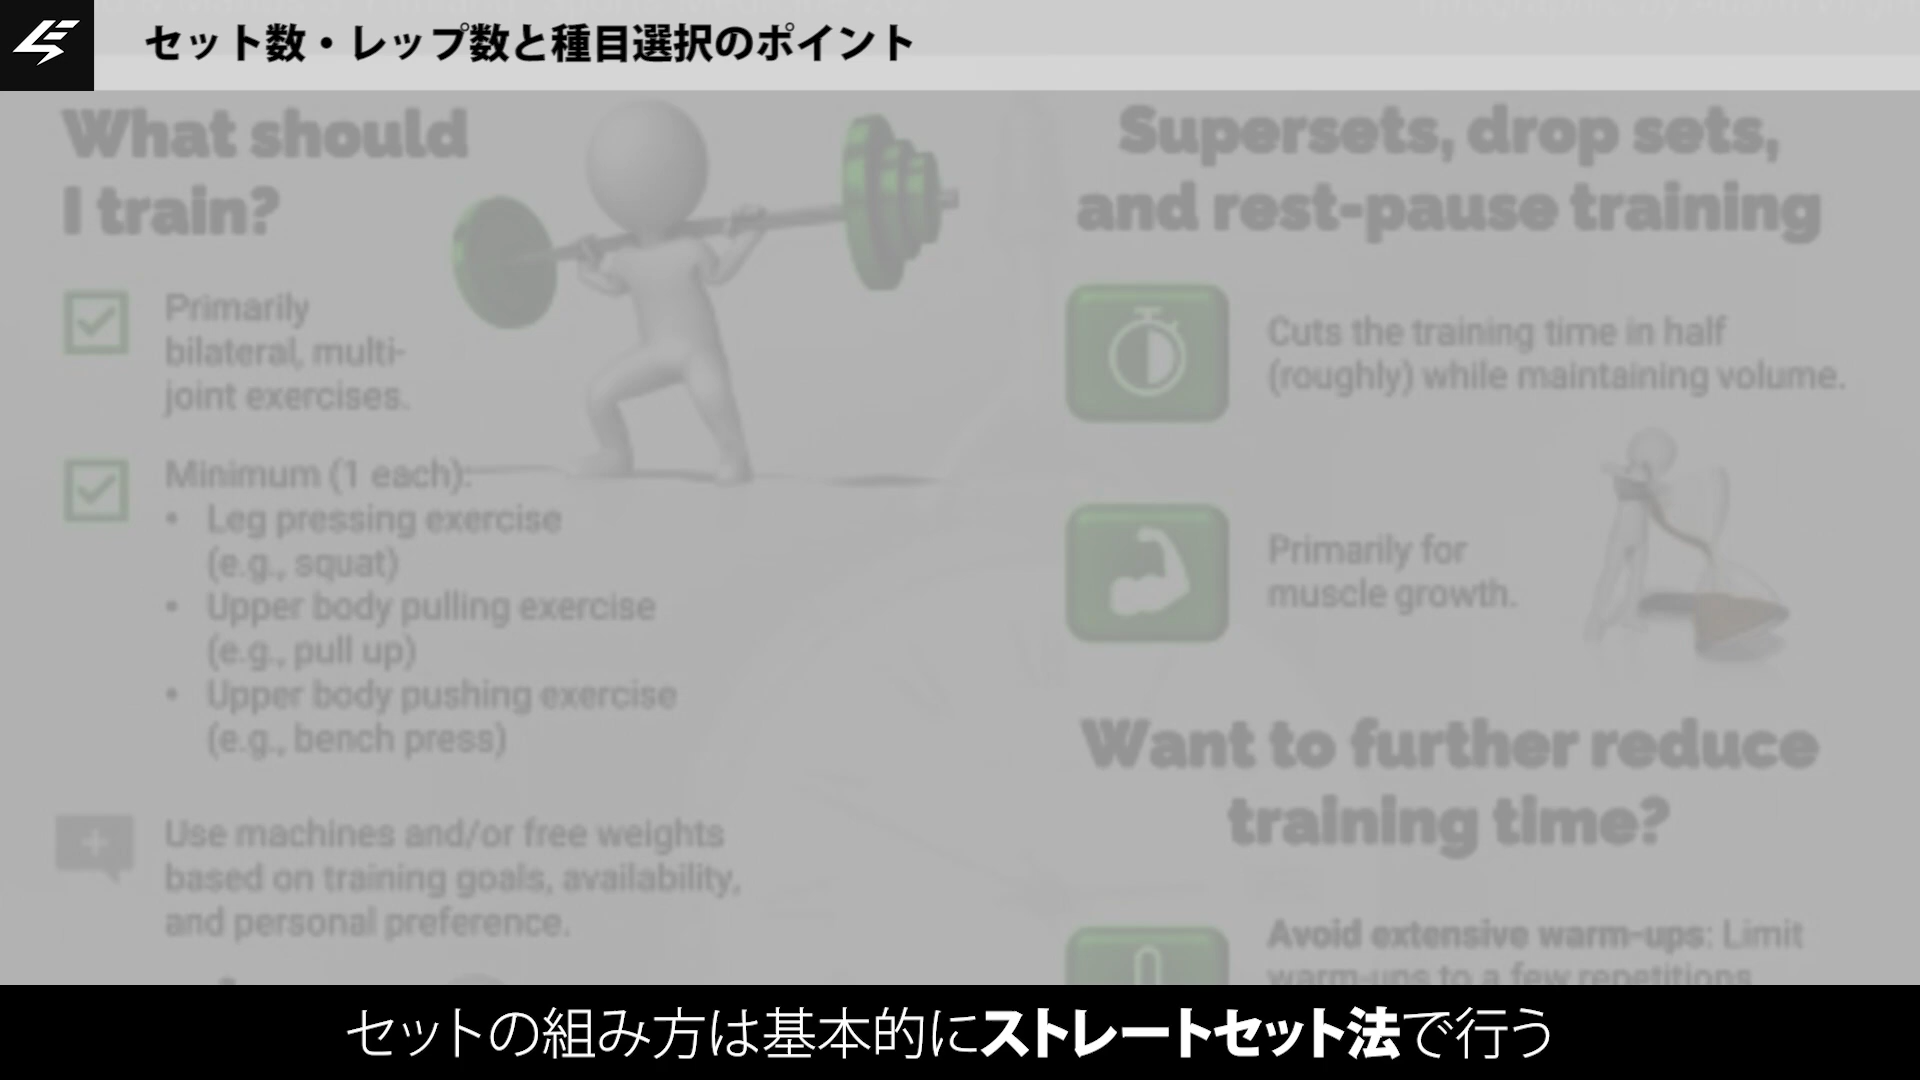 セット数・レップ数と種目選択のポイント
What should
I train?
Primarily
bilateral, multi-
joint exercises.
Minimum (1 each):
• Leg pressing exercise
(e.g., squat)
• Upper body pulling exercise
(e.g., pull up)
• Upper body pushing exercise
(e.g., bench press)
Use machines and/or free weights
based on training goals, availability,
and personal preference.
Supersets, drop sets,
and rest-pause training
Cuts the training time in half
(roughly) while maintaining volume.
Primarily for
muscle growth.
Want to further reduce
training time?
Avoid extensive warm-ups: Limit
warm-ups to a few repetitions
セットの組み方は基本的にストレートセット法で行う